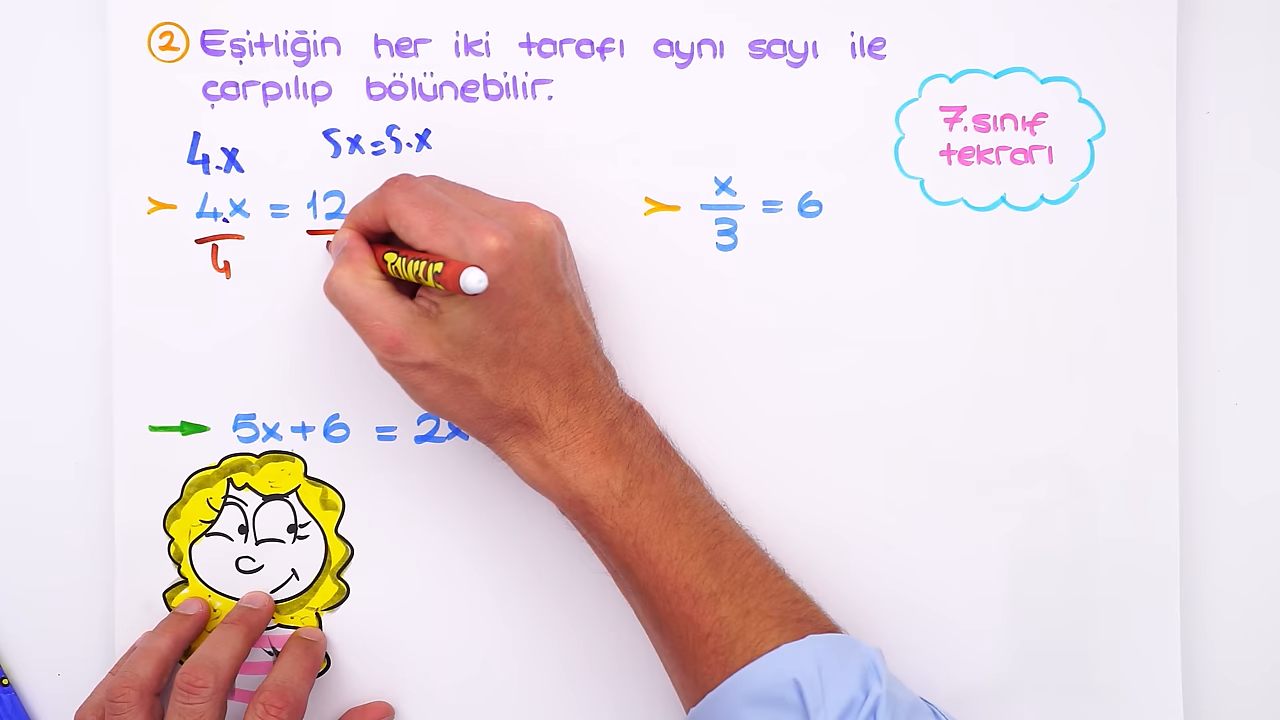 2 Eşitliğin her iki tarafı aynı sayı ile
çarpılıp bölünebilir.
7.sınıf
tekrarı
4.x
5x=5.x
4.x = 12
4
x/3 = 6
5x+6 = 2x